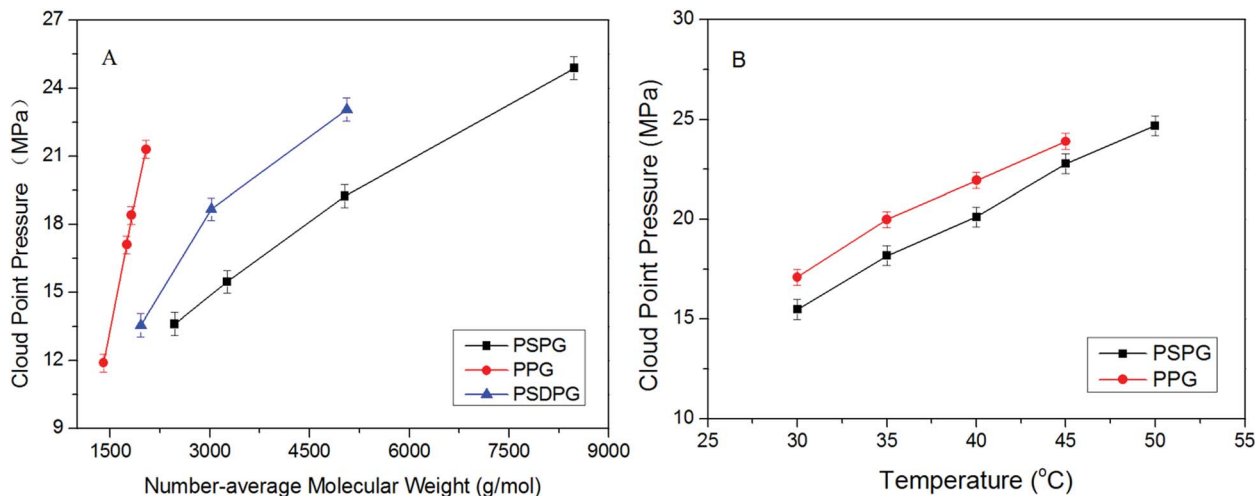 A
27
24
21
18
15
12
9
Cloud Point Pressure（MPa）
1500 3000 4500 6000 7500 9000
Number-average Molecular Weight (g/mol)
PSPG
PPG
PSDPG
B
30
25
20
15
10
Cloud Point Pressure (MPa)
25 30 35 40 45 50 55
Temperature (°C)
PSPG
PPG